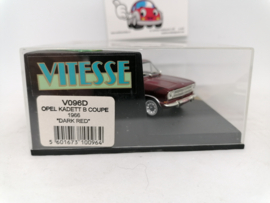 VITESSE
V096D
OPEL KADETT B COUPE
1966
"DARK RED"
5 601673 100964